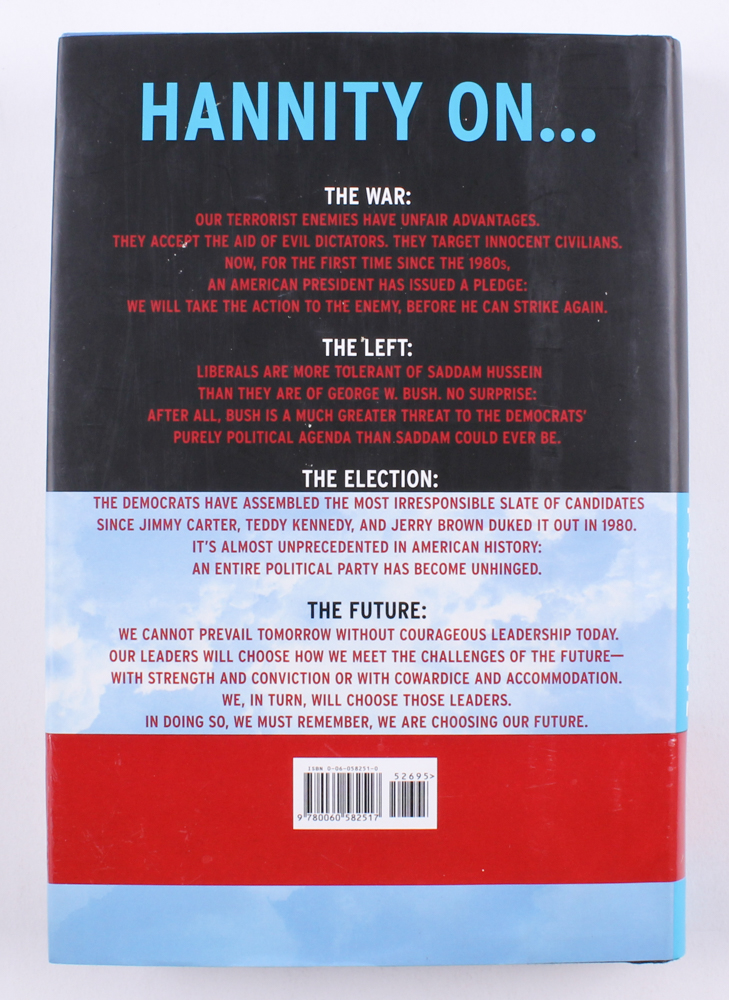 HANNITY ON...
THE WAR:
OUR TERRORIST ENEMIES HAVE UNFAIR ADVANTAGES.
THEY ACCEPT THE AID OF EVIL DICTATORS. THEY TARGET INNOCENT CIVILIANS.
NOW, FOR THE FIRST TIME SINCE THE 1980s,
AN AMERICAN PRESIDENT HAS ISSUED A PLEDGE:
WE WILL TAKE THE ACTION TO THE ENEMY, BEFORE HE CAN STRIKE AGAIN.
THE LEFT:
LIBERALS ARE MORE TOLERANT OF SADDAM HUSSEIN
THAN THEY ARE OF GEORGE W. BUSH. NO SURPRISE:
AFTER ALL, BUSH IS A MUCH GREATER THREAT TO THE DEMOCRATS'
PURELY POLITICAL AGENDA THAN SADDAM COULD EVER BE.
THE ELECTION:
THE DEMOCRATS HAVE ASSEMBLED THE MOST IRRESPONSIBLE SLATE OF CANDIDATES
SINCE JIMMY CARTER, TEDDY KENNEDY, AND JERRY BROWN DUKED IT OUT IN 1980.
IT'S ALMOST UNPRECEDENTED IN AMERICAN HISTORY:
AN ENTIRE POLITICAL PARTY HAS BECOME UNHINGED.
THE FUTURE:
WE CANNOT PREVAIL TOMORROW WITHOUT COURAGEOUS LEADERSHIP TODAY.
OUR LEADERS WILL CHOOSE HOW WE MEET THE CHALLENGES OF THE FUTURE—
WITH STRENGTH AND CONVICTION OR WITH COWARDICE AND ACCOMMODATION.
WE, IN TURN, WILL CHOOSE THOSE LEADERS.
IN DOING SO, WE MUST REMEMBER, WE ARE CHOOSING OUR FUTURE.
ISBN 0-06-058251-0
52695>
9 780060 582517